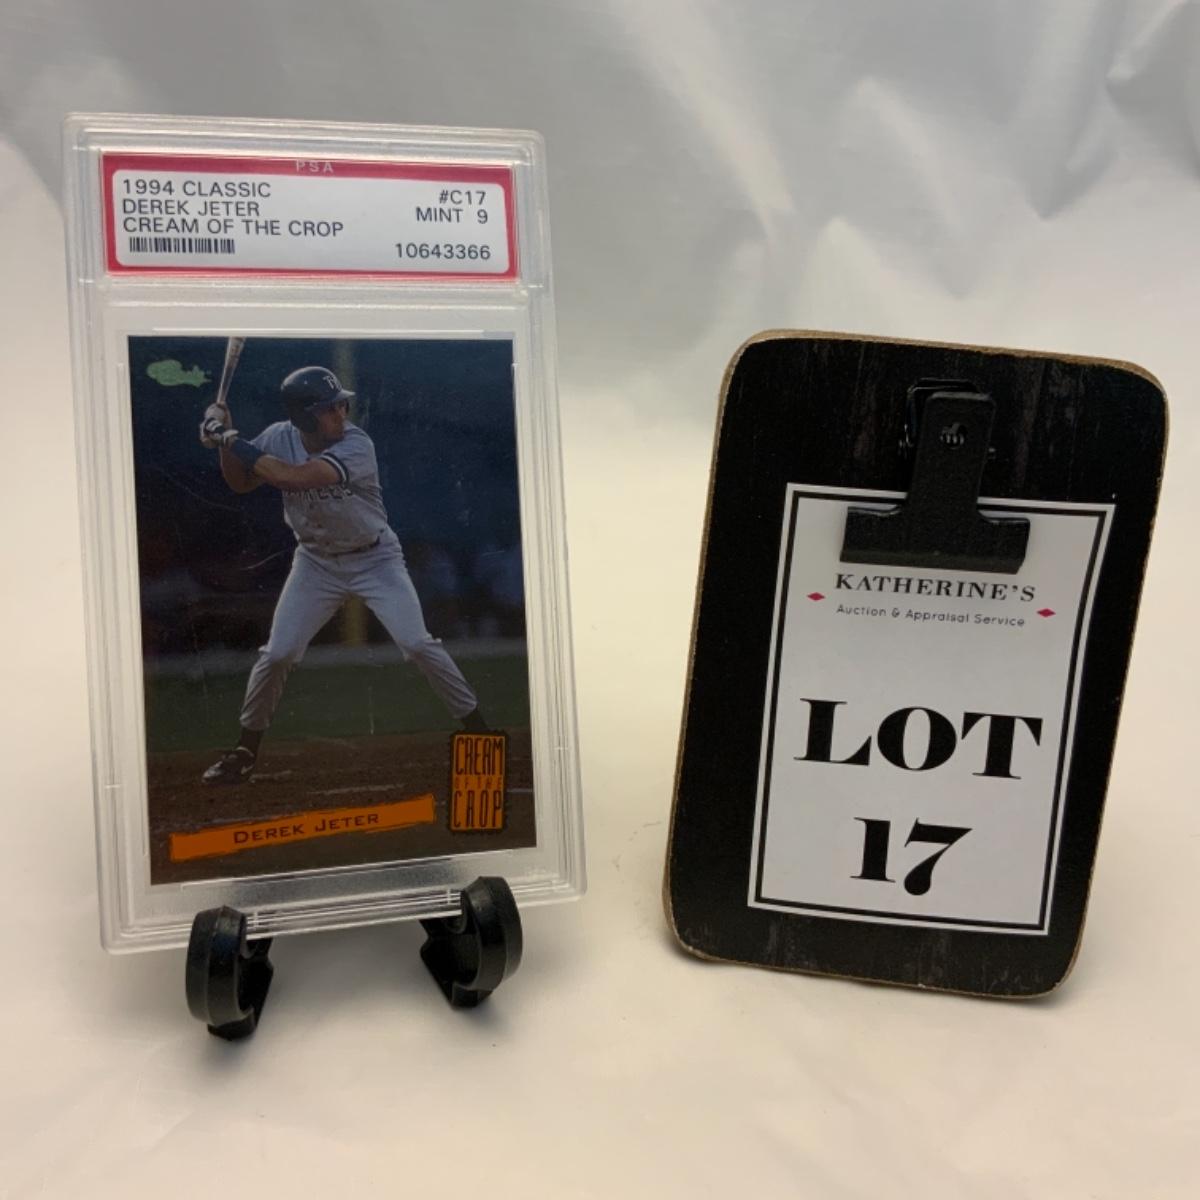 PSA
1994 CLASSIC #C17
DEREK JETER MINT 9
CREAM OF THE CROP
10643366
CREAM
OF THE
CROP
DEREK JETER
KATHERINE'S
Auction & Appraisal Service
LOT
17